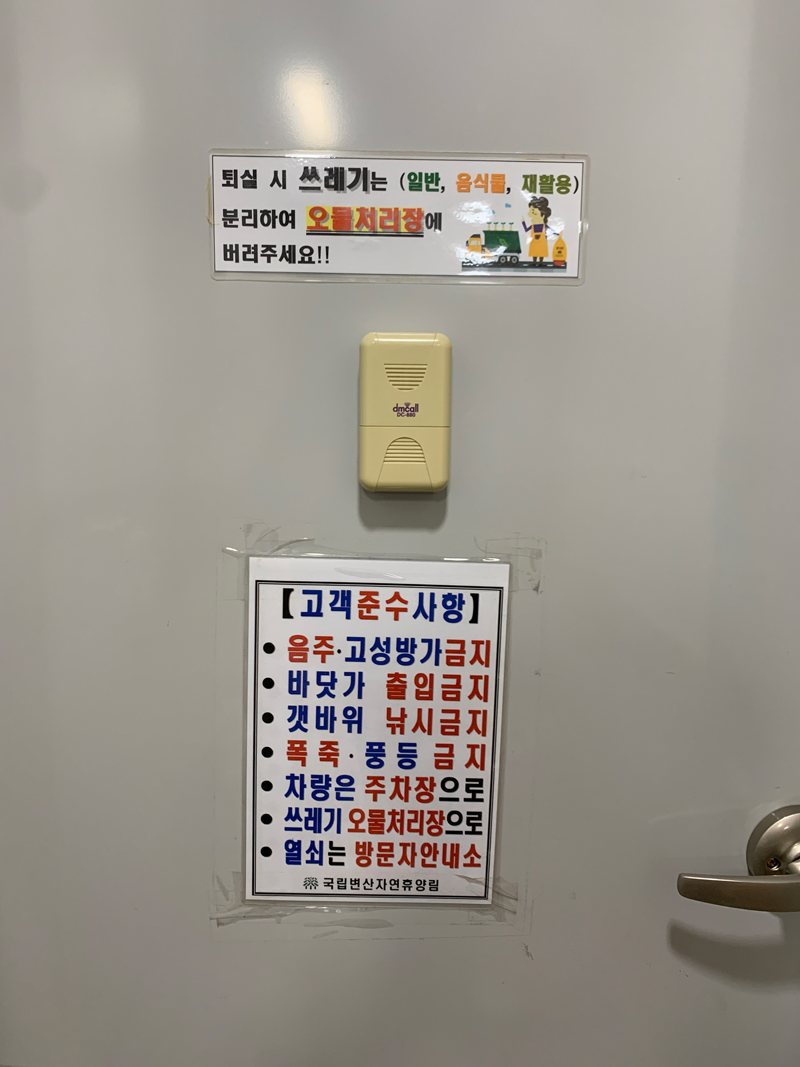 퇴실 시 쓰레기는 (일반, 음식물, 재활용)
분리하여 오물처리장에
버려주세요!!
dmcall
DC-880
【고객준수사항】
• 음주·고성방가금지
• 바닷가 출입금지
• 갯바위 낚시금지
• 폭죽·풍등 금지
• 차량은 주차장으로
• 쓰레기 오물처리장으로
• 열쇠는 방문자안내소
국립변산자연휴양림